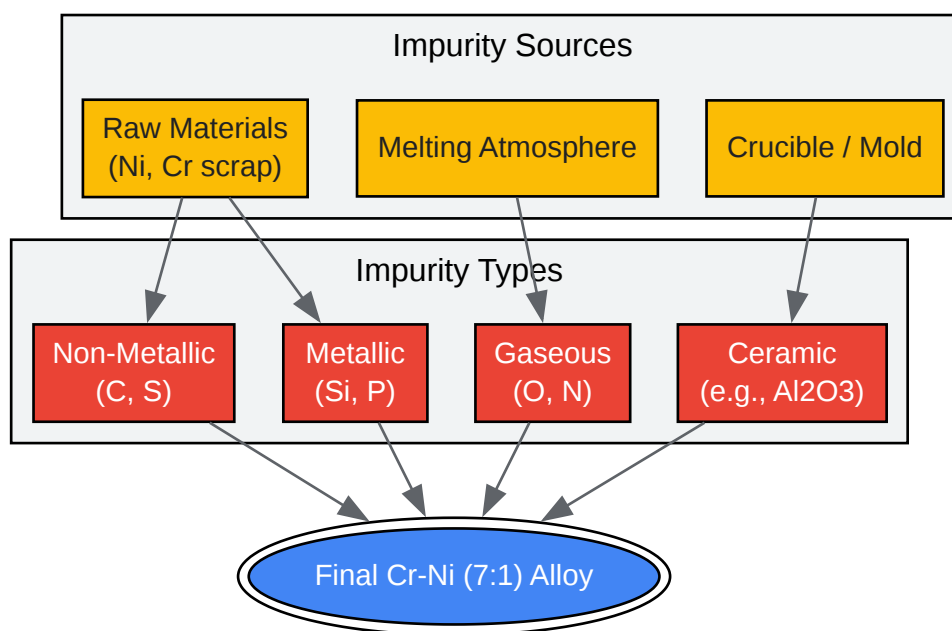 Impurity Sources
Raw Materials
(Ni, Cr scrap)
Melting Atmosphere
Crucible / Mold
Impurity Types
Non-Metallic
(C, S)
Metallic
(Si, P)
Gaseous
(O, N)
Ceramic
(e.g., Al2O3)
Final Cr-Ni (7:1) Alloy